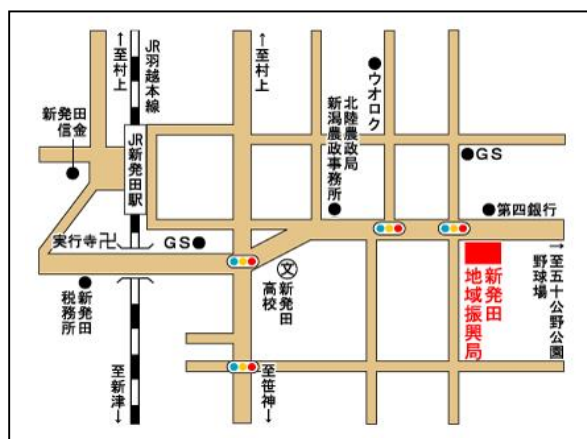 ↑至村上
JR羽越本線
↑至村上
新発田
信金
JR新発田駅
北陸農政局
新潟農政事務所
ウオロク
GS
第四銀行
実行寺卍
GS
文
新発田
高校
新発田
地域振興局
→至五十公野公園
野球場
新発田
税務所
至新津↓
至笹神↓